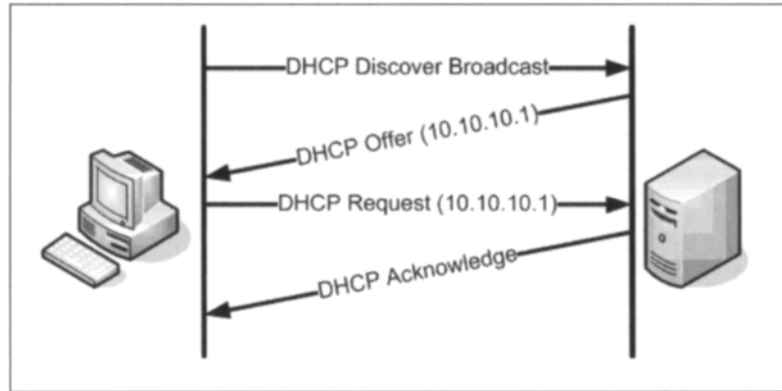 DHCP Discover Broadcast
DHCP Offer (10.10.10.1)
DHCP Request (10.10.10.1)
DHCP Acknowledge